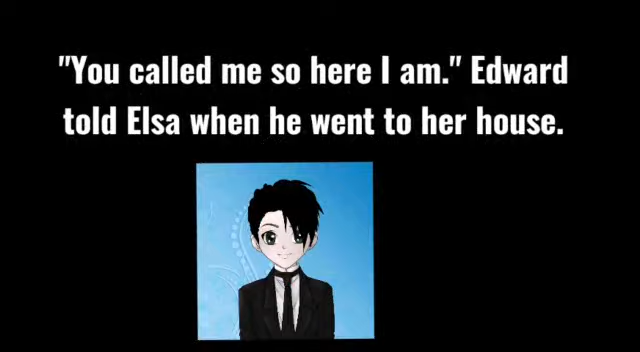 "You called me so here I am." Edward
told Elsa when he went to her house.